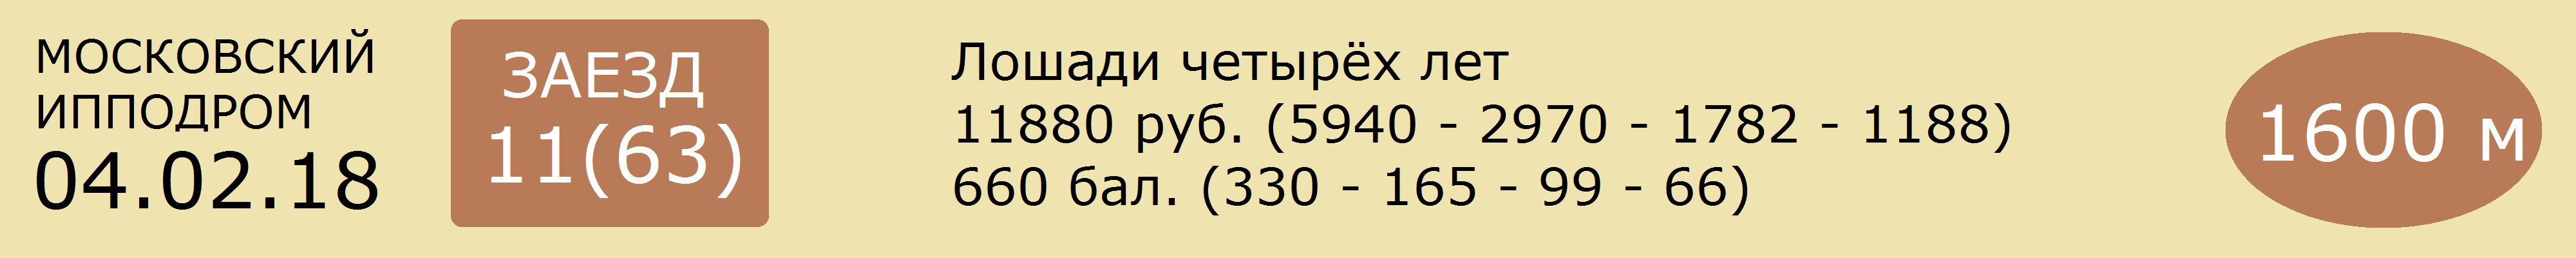 МОСКОВСКИЙ
ИППОДРОМ
04.02.18
ЗАЕЗД
11(63)
Лошади четырёх лет
11880 руб. (5940 - 2970 - 1782 - 1188)
660 бал. (330 - 165 - 99 - 66)
1600 м